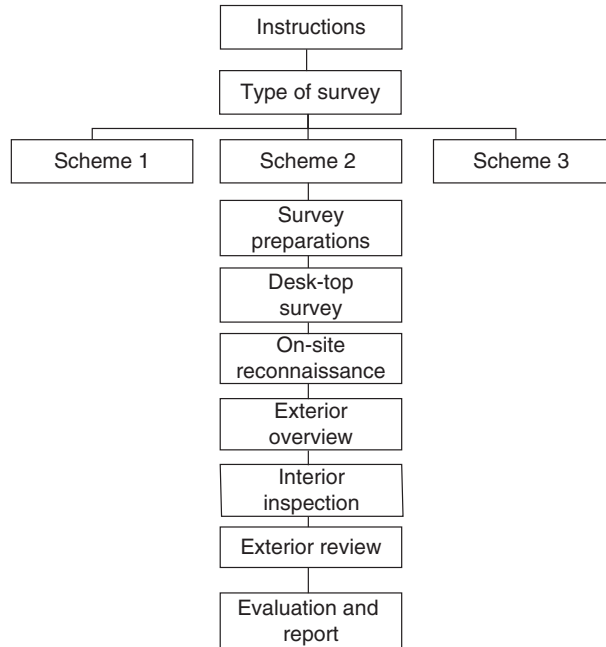 Instructions
Type of survey
Scheme 1
Scheme 2
Scheme 3
Survey
preparations
Desk-top
survey
On-site
reconnaissance
Exterior
overview
Interior
inspection
Exterior review
Evaluation and
report